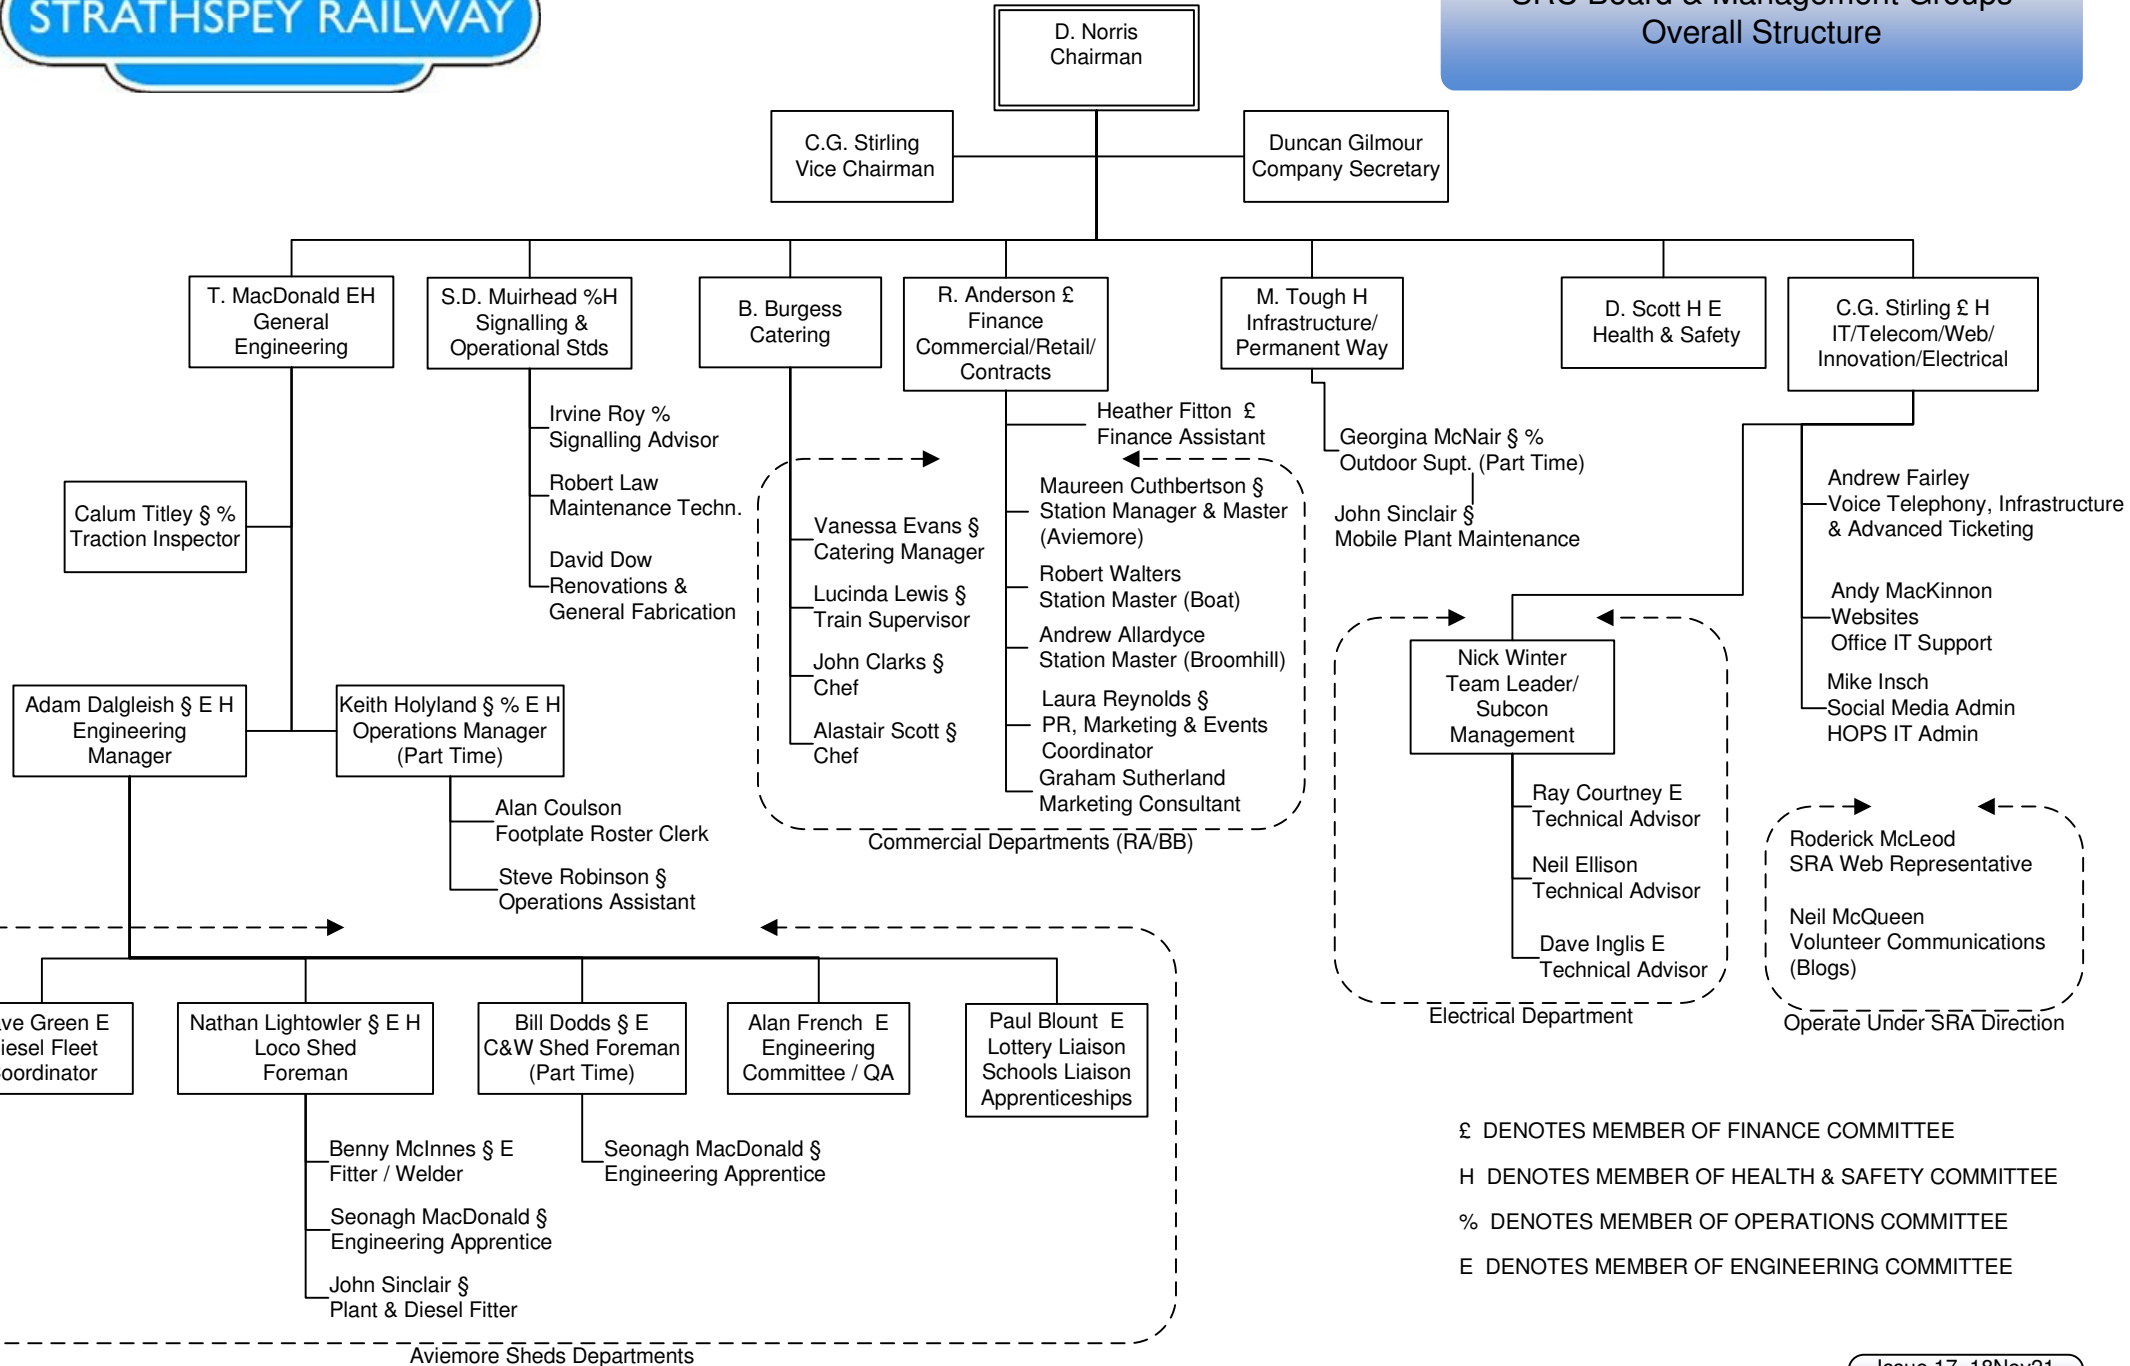 STRATHSPEY RAILWAY
Overall Structure
D. Norris
Chairman
C.G. Stirling
Vice Chairman
Duncan Gilmour
Company Secretary
T. MacDonald EH
General
Engineering
S.D. Muirhead %H
Signalling &
Operational Stds
B. Burgess
Catering
R. Anderson £
Finance
Commercial/Retail/
Contracts
M. Tough H
Infrastructure/
Permanent Way
D. Scott H E
Health & Safety
C.G. Stirling £ H
IT/Telecom/Web/
Innovation/Electrical
Calum Titley § %
Traction Inspector
Irvine Roy %
Signalling Advisor
Robert Law
Maintenance Techn.
David Dow
Renovations &
General Fabrication
Vanessa Evans §
Catering Manager
Lucinda Lewis §
Train Supervisor
John Clarks §
Chef
Alastair Scott §
Chef
Heather Fitton £
Finance Assistant
Maureen Cuthbertson §
Station Manager & Master
(Aviemore)
Robert Walters
Station Master (Boat)
Andrew Allardyce
Station Master (Broomhill)
Laura Reynolds §
PR, Marketing & Events
Coordinator
Graham Sutherland
Marketing Consultant
Commercial Departments (RA/BB)
Georgina McNair § %
Outdoor Supt. (Part Time)
John Sinclair §
Mobile Plant Maintenance
Andrew Fairley
Voice Telephony, Infrastructure
& Advanced Ticketing
Andy MacKinnon
Websites
Office IT Support
Mike Insch
Social Media Admin
HOPS IT Admin
Nick Winter
Team Leader/
Subcon
Management
Ray Courtney E
Technical Advisor
Neil Ellison
Technical Advisor
Dave Inglis E
Technical Advisor
Electrical Department
Roderick McLeod
SRA Web Representative
Neil McQueen
Volunteer Communications
(Blogs)
Operate Under SRA Direction
Adam Dalgleish § E H
Engineering
Manager
Keith Holyland § % E H
Operations Manager
(Part Time)
Alan Coulson
Footplate Roster Clerk
Steve Robinson §
Operations Assistant
Green E
Fleet
Nathan Lightowler § E H
Loco Shed
Foreman
Bill Dodds § E
C&W Shed Foreman
(Part Time)
Alan French E
Engineering
Committee / QA
Paul Blount E
Lottery Liaison
Schools Liaison
Apprenticeships
Benny McInnes § E
Fitter / Welder
Seonagh MacDonald §
Engineering Apprentice
John Sinclair §
Plant & Diesel Fitter
Seonagh MacDonald §
Engineering Apprentice
Aviemore Sheds Departments
£ DENOTES MEMBER OF FINANCE COMMITTEE
H DENOTES MEMBER OF HEALTH & SAFETY COMMITTEE
% DENOTES MEMBER OF OPERATIONS COMMITTEE
E DENOTES MEMBER OF ENGINEERING COMMITTEE